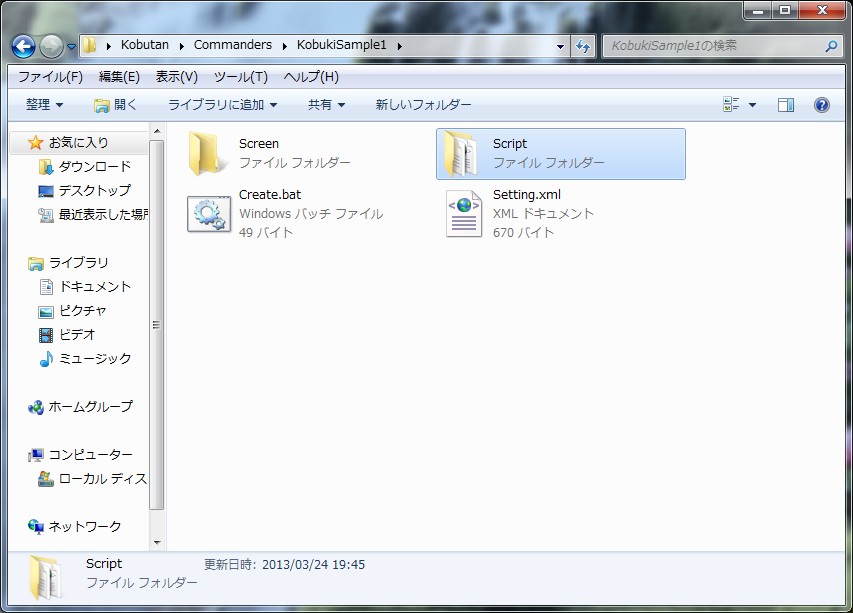 Kobutan Commanders KobukiSample1
KobukiSample1の検索
ファイル(F) 編集(E) 表示(V) ツール(T) ヘルプ(H)
整理 開く ライブラリに追加 共有 新しいフォルダー
お気に入り
ダウンロード
デスクトップ
最近表示した場所
ライブラリ
ドキュメント
ピクチャ
ビデオ
ミュージック
ホームグループ
コンピューター
ローカル ディス
ネットワーク
Screen
ファイル フォルダー
Script
ファイル フォルダー
Create.bat
Windows バッチ ファイル
49 バイト
Setting.xml
XML ドキュメント
670 バイト
Script
ファイル フォルダー
更新日時: 2013/03/24 19:45